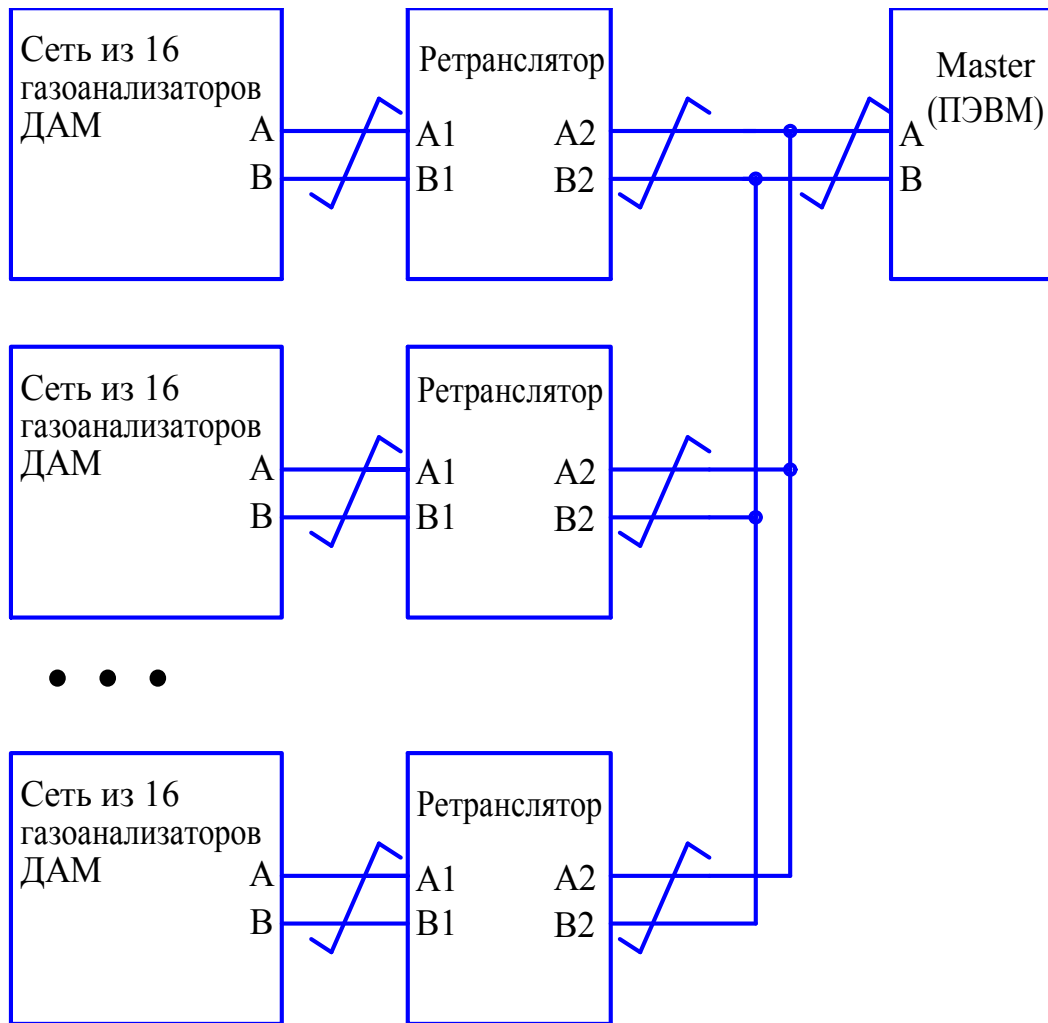 Сеть из 16
газоанализаторов
ДАМ
A
B
Ретранслятор
A1
B1
A2
B2
Master
(ПЭВМ)
A
B
Сеть из 16
газоанализаторов
ДАМ
A
B
Ретранслятор
A1
B1
A2
B2
Сеть из 16
газоанализаторов
ДАМ
A
B
Ретранслятор
A1
B1
A2
B2